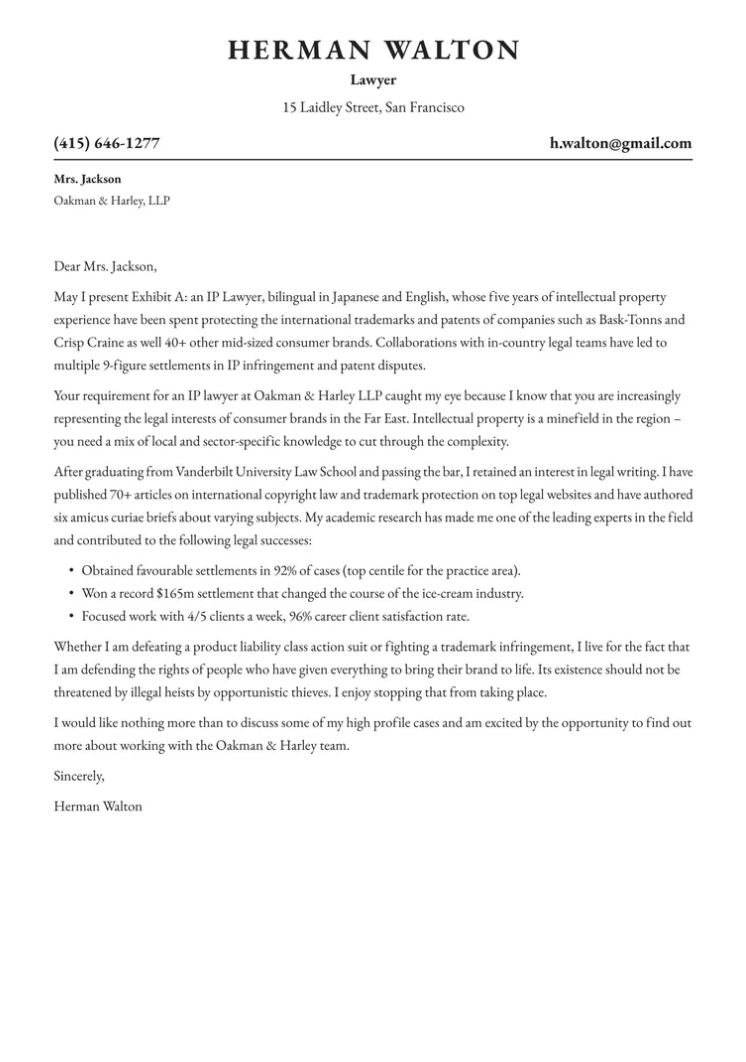 HERMAN WALTON
Lawyer
15 Laidley Street, San Francisco
(415) 646-1277 h.walton@gmail.com
Mrs. Jackson
Oakman & Harley, LLP
Dear Mrs. Jackson,
May I present Exhibit A: an IP Lawyer, bilingual in Japanese and English, whose five years of intellectual property
experience have been spent protecting the international trademarks and patents of companies such as Bask-Tonns and
Crisp Craine as well 40+ other mid-sized consumer brands. Collaborations with in-country legal teams have led to
multiple 9-figure settlements in IP infringement and patent disputes.
Your requirement for an IP lawyer at Oakman & Harley LLP caught my eye because I know that you are increasingly
representing the legal interests of consumer brands in the Far East. Intellectual property is a minefield in the region –
you need a mix of local and sector-specific knowledge to cut through the complexity.
After graduating from Vanderbilt University Law School and passing the bar, I retained an interest in legal writing. I have
published 70+ articles on international copyright law and trademark protection on top legal websites and have authored
six amicus curiae briefs about varying subjects. My academic research has made me one of the leading experts in the field
and contributed to the following legal successes:
• Obtained favourable settlements in 92% of cases (top centile for the practice area).
• Won a record $165m settlement that changed the course of the ice-cream industry.
• Focused work with 4/5 clients a week, 96% career client satisfaction rate.
Whether I am defeating a product liability class action suit or fighting a trademark infringement, I live for the fact that
I am defending the rights of people who have given everything to bring their brand to life. Its existence should not be
threatened by illegal heists by opportunistic thieves. I enjoy stopping that from taking place.
I would like nothing more than to discuss some of my high profile cases and am excited by the opportunity to find out
more about working with the Oakman & Harley team.
Sincerely,
Herman Walton